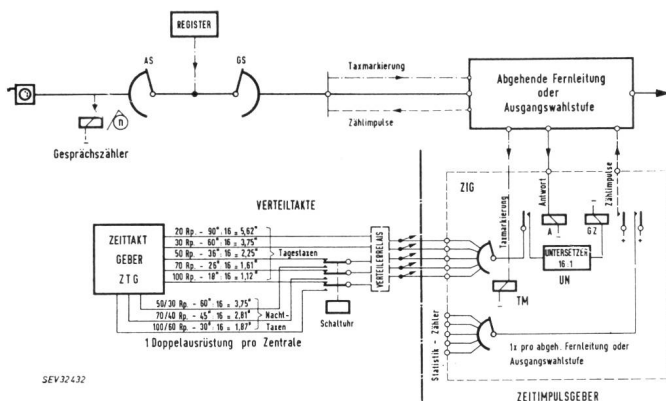 REGISTER
AS
GS
Taxmarkierung
Zählimpulse
Abgehende Fernleitung
oder
Ausgangswahlstufe
n
Gesprächszähler
ZIG
Taxmarkierung
Antwort
Zählimpulse
A
GZ
UNTERSETZER
16:1
UN
TM
VERTEILTAKTE
ZEITTAKT
GEBER
ZTG
20 Rp. - 90" : 16 = 5,62"
30 Rp. - 60" : 16 = 3,75"
50 Rp. - 36" : 16 = 2,25"
70 Rp. - 26" : 16 = 1,61"
100 Rp. - 18" : 16 = 1,12"
Tagestaxen
VERTEILERRELAIS
50/30 Rp. - 60" : 16 = 3,75"
70/40 Rp. - 45" : 16 = 2,81"
100/60 Rp. - 30" : 16 = 1,87"
Nacht-
Taxen
Schaltuhr
1 Doppelausrüstung pro Zentrale
Statistik - Zähler
1x pro abgeh. Fernleitung oder
Ausgangswahlstufe
SEV 32432
ZEITIMPULSGEBER